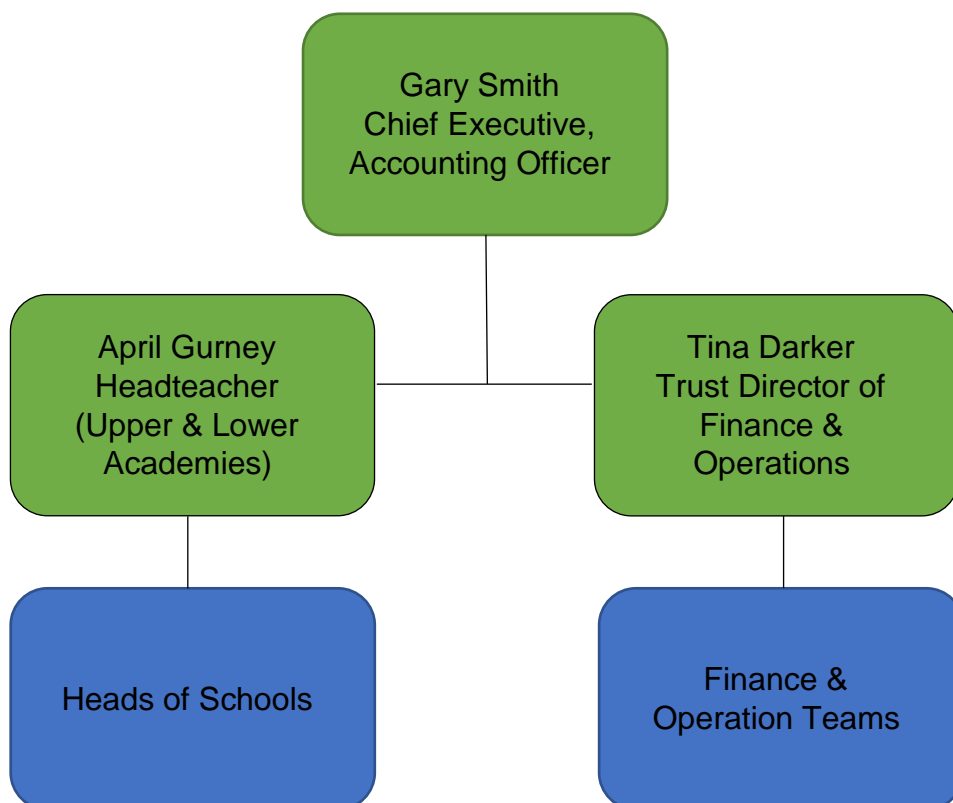 Gary Smith
Chief Executive,
Accounting Officer
April Gurney
Headteacher
(Upper & Lower
Academies)
Tina Darker
Trust Director of
Finance &
Operations
Heads of Schools
Finance &
Operation Teams